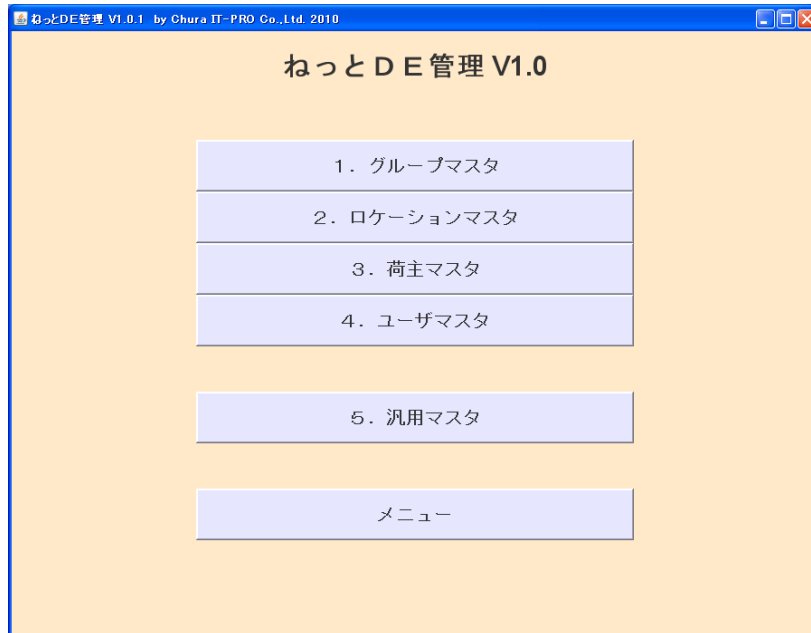 ねっとDE管理 V1.0.1 by Chura IT-PRO Co.,Ltd. 2010
ねっとＤＥ管理 V1.0
１．グループマスタ
２．ロケーションマスタ
３．荷主マスタ
４．ユーザマスタ
５．汎用マスタ
メニュー